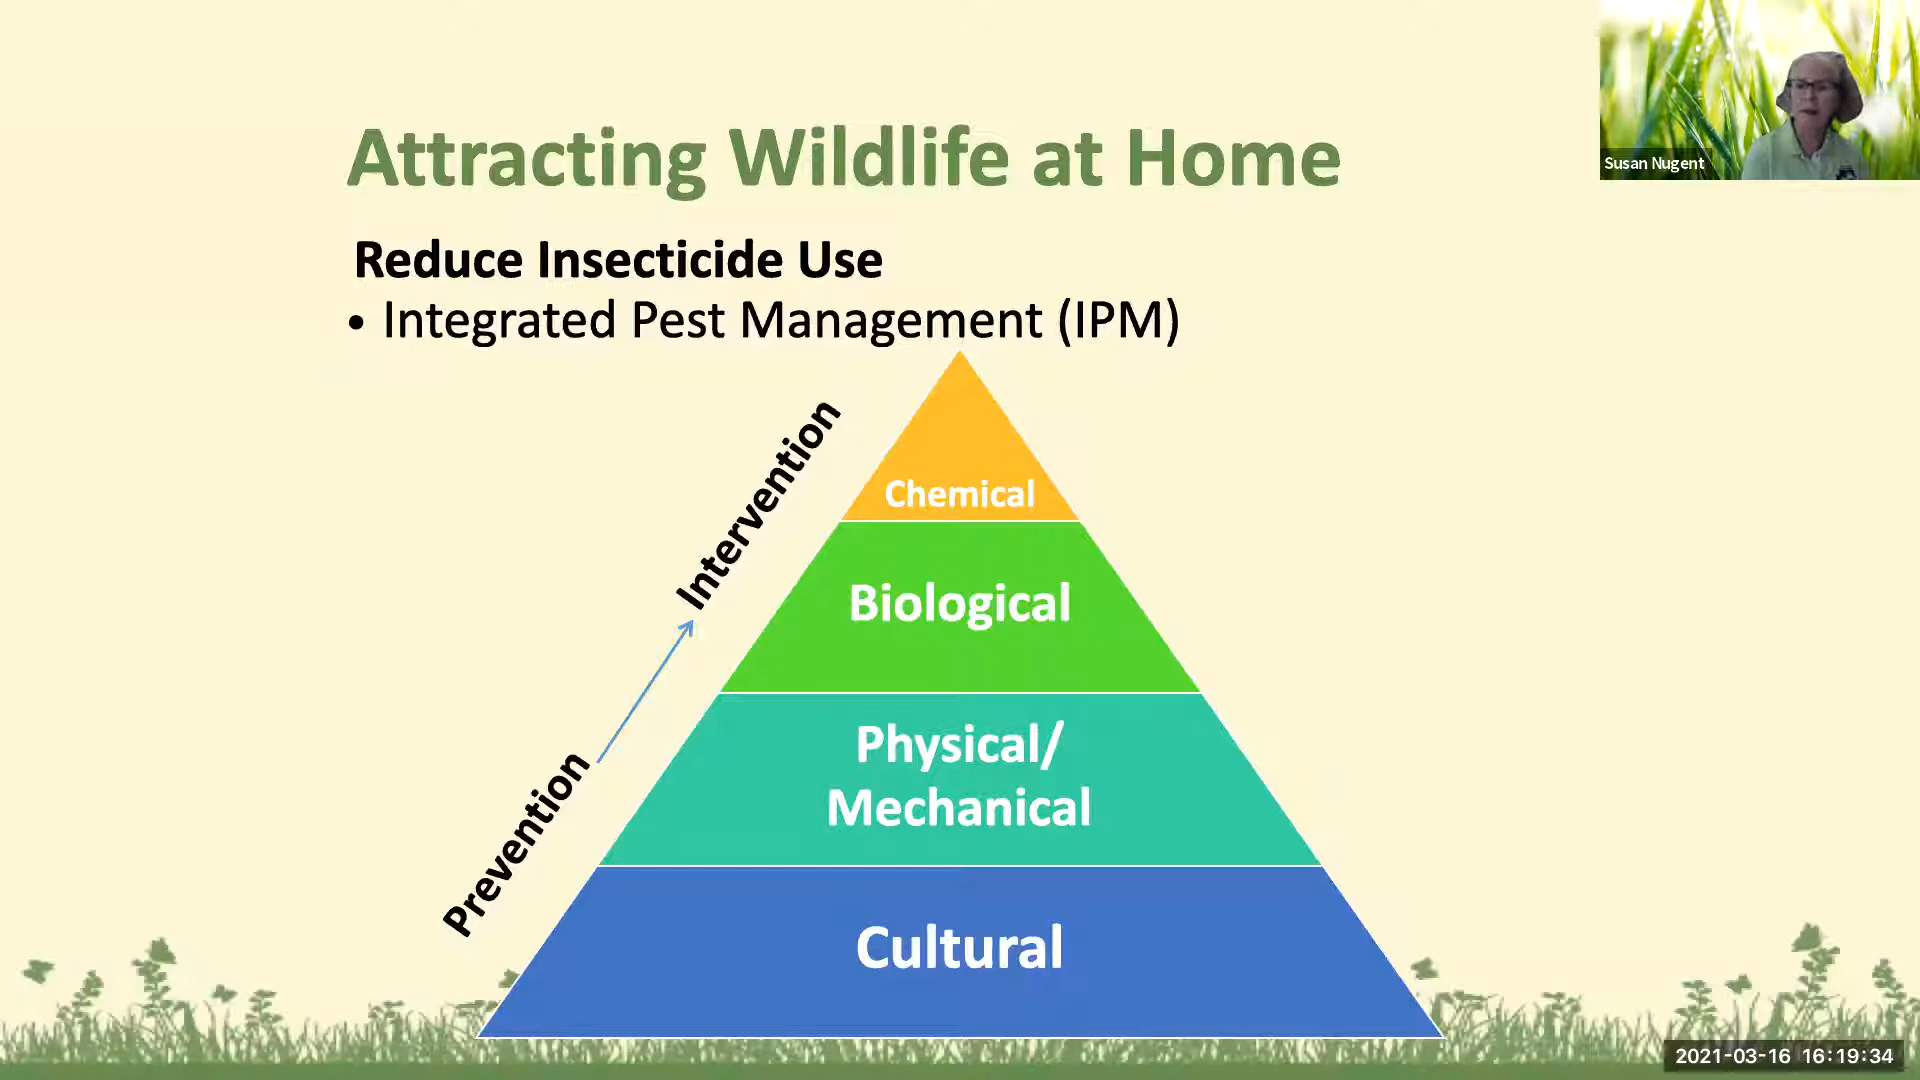 Attracting Wildlife at Home
Susan Nugent
Reduce Insecticide Use
• Integrated Pest Management (IPM)
Intervention
Prevention
Chemical
Biological
Physical/
Mechanical
Cultural
2021-03-16 16:19:34